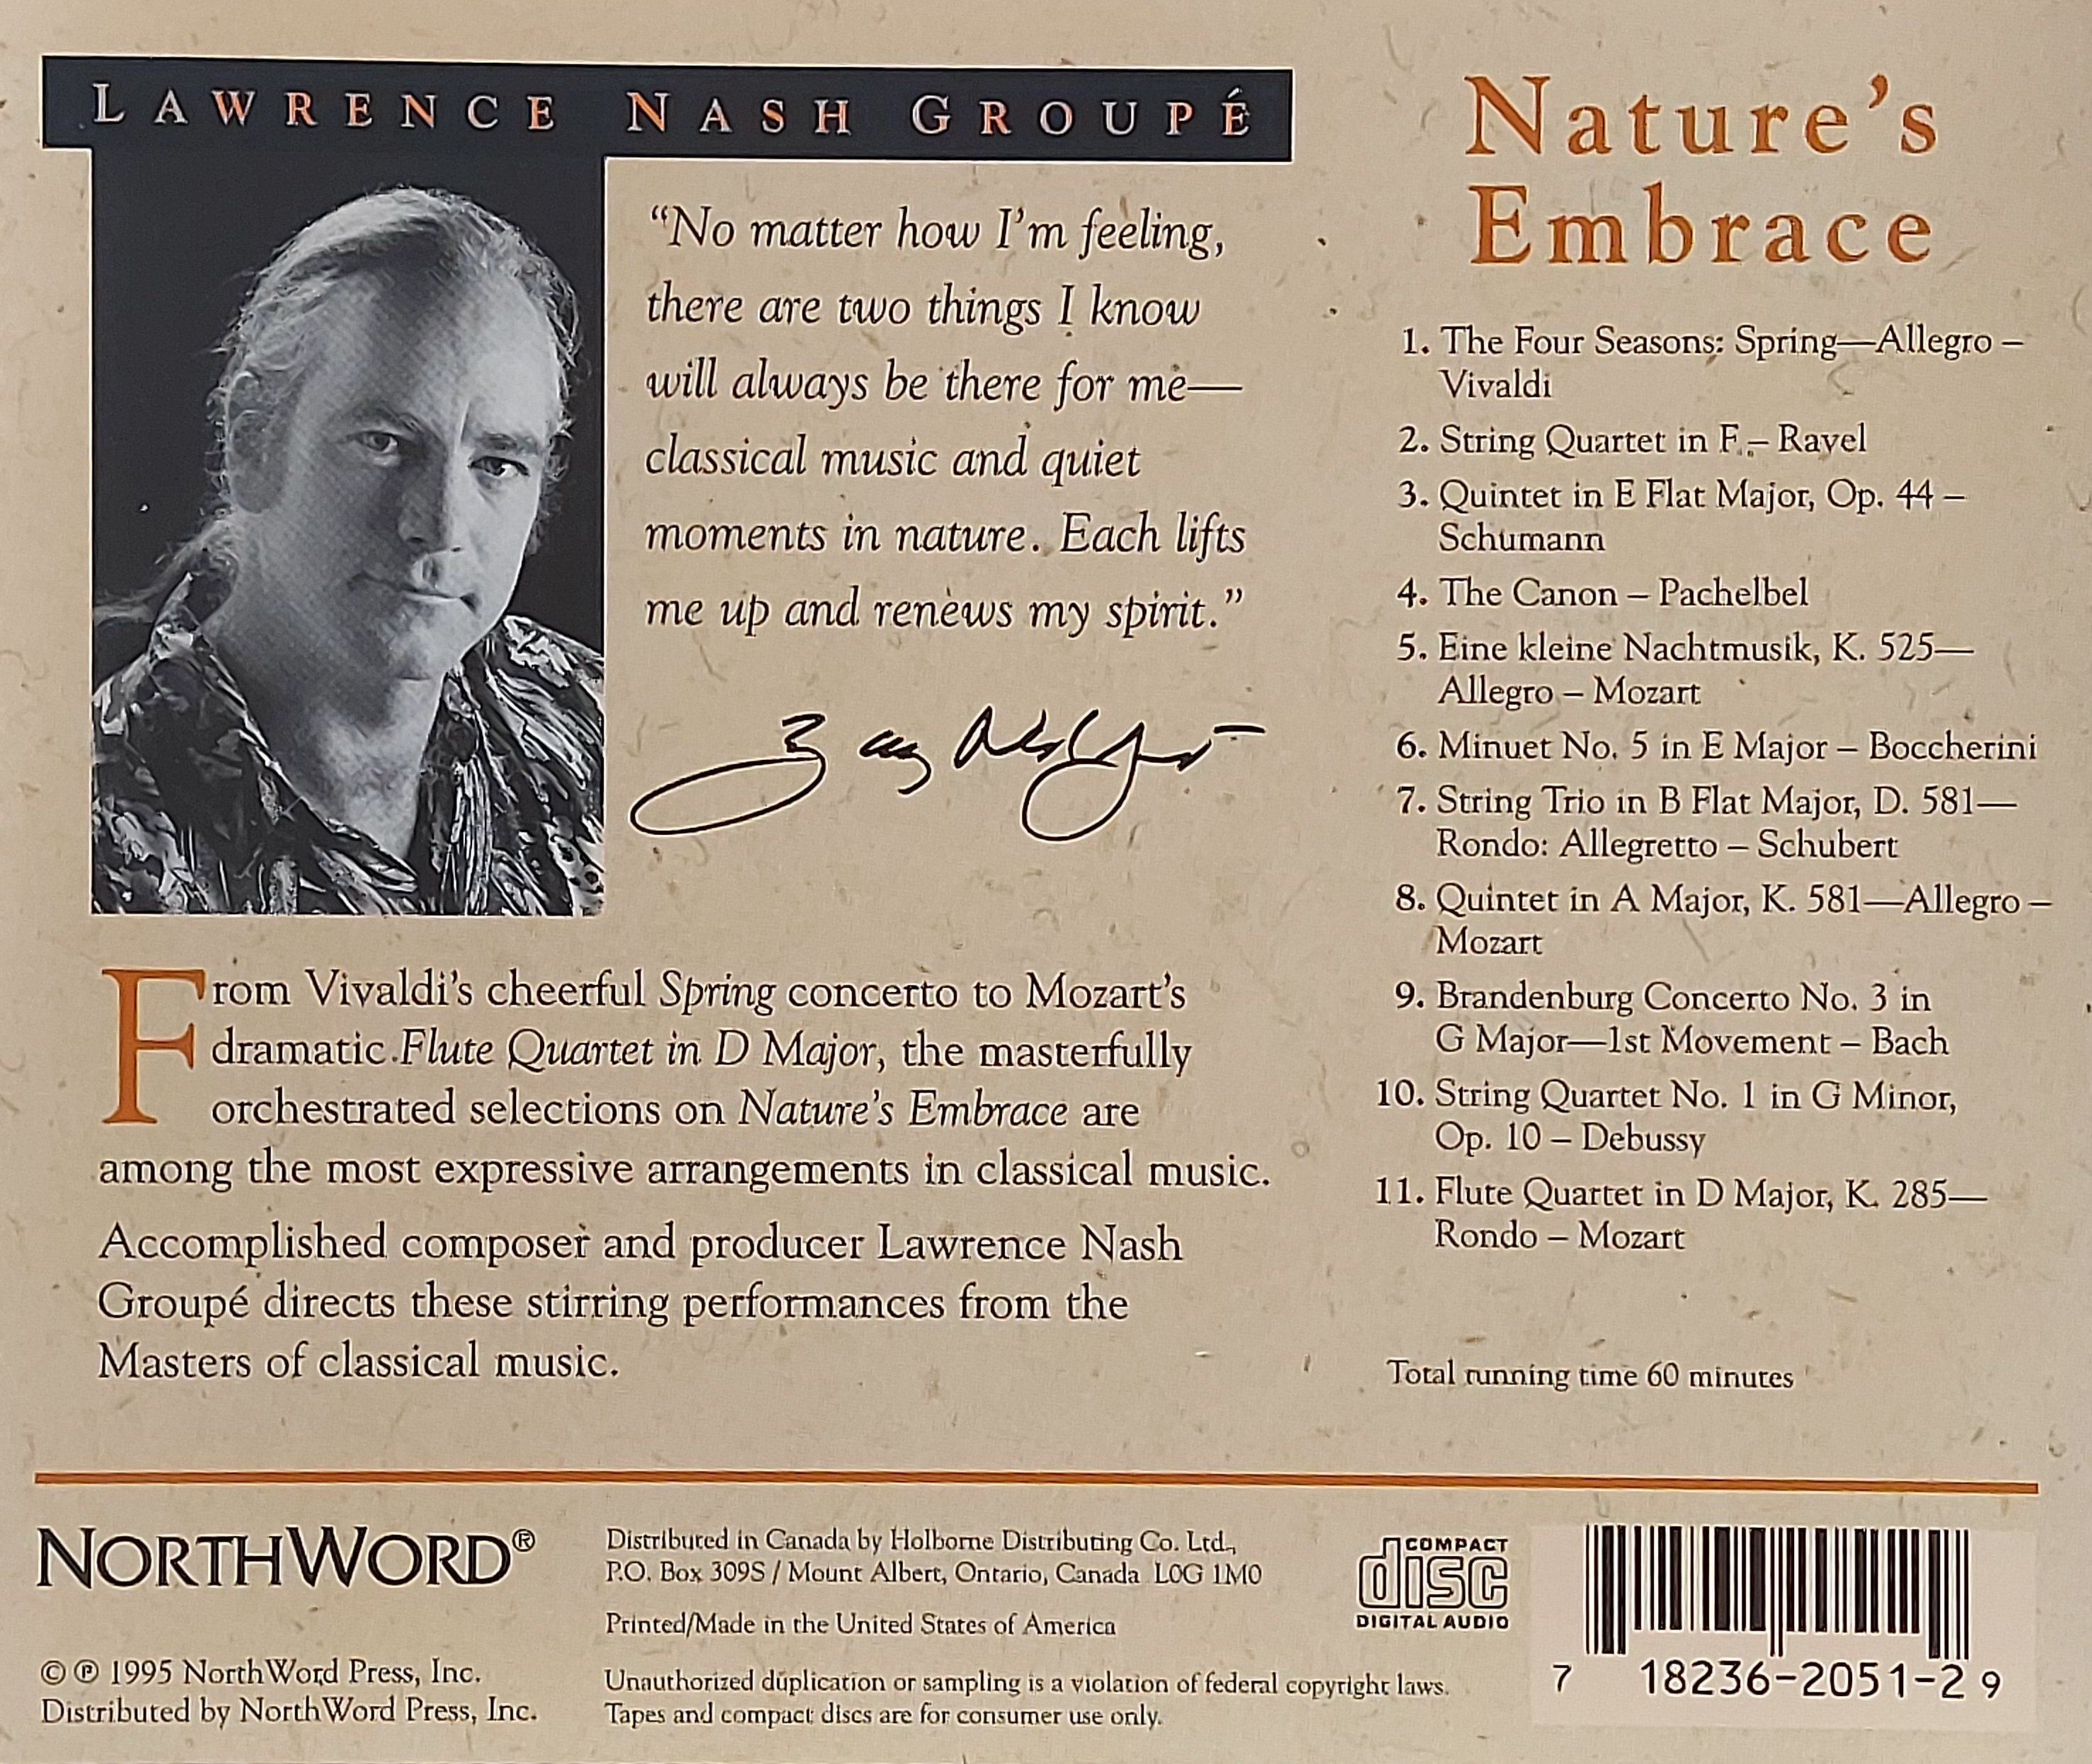 LAWRENCE NASH GROUPÉ
“No matter how I’m feeling,
there are two things I know
will always be there for me—
classical music and quiet
moments in nature. Each lifts
me up and renews my spirit.”
From Vivaldi’s cheerful Spring concerto to Mozart’s
dramatic Flute Quartet in D Major, the masterfully
orchestrated selections on Nature’s Embrace are
among the most expressive arrangements in classical music.
Accomplished composer and producer Lawrence Nash
Groupé directs these stirring performances from the
Masters of classical music.
Nature’s
Embrace
1. The Four Seasons: Spring—Allegro –
Vivaldi
2. String Quartet in F – Ravel
3. Quintet in E Flat Major, Op. 44 –
Schumann
4. The Canon – Pachelbel
5. Eine kleine Nachtmusik, K. 525—
Allegro – Mozart
6. Minuet No. 5 in E Major – Boccherini
7. String Trio in B Flat Major, D. 581—
Rondo: Allegretto – Schubert
8. Quintet in A Major, K. 581—Allegro –
Mozart
9. Brandenburg Concerto No. 3 in
G Major—1st Movement – Bach
10. String Quartet No. 1 in G Minor,
Op. 10 – Debussy
11. Flute Quartet in D Major, K. 285—
Rondo – Mozart
Total running time 60 minutes
NORTHWORD®
© ℗ 1995 NorthWord Press, Inc.
Distributed by NorthWord Press, Inc.
Distributed in Canada by Holborne Distributing Co. Ltd.,
P.O. Box 309S / Mount Albert, Ontario, Canada L0G 1M0
Printed/Made in the United States of America
Unauthorized duplication or sampling is a violation of federal copyright laws.
Tapes and compact discs are for consumer use only.
COMPACT
disc
DIGITAL AUDIO
7 18236-2051-2 9